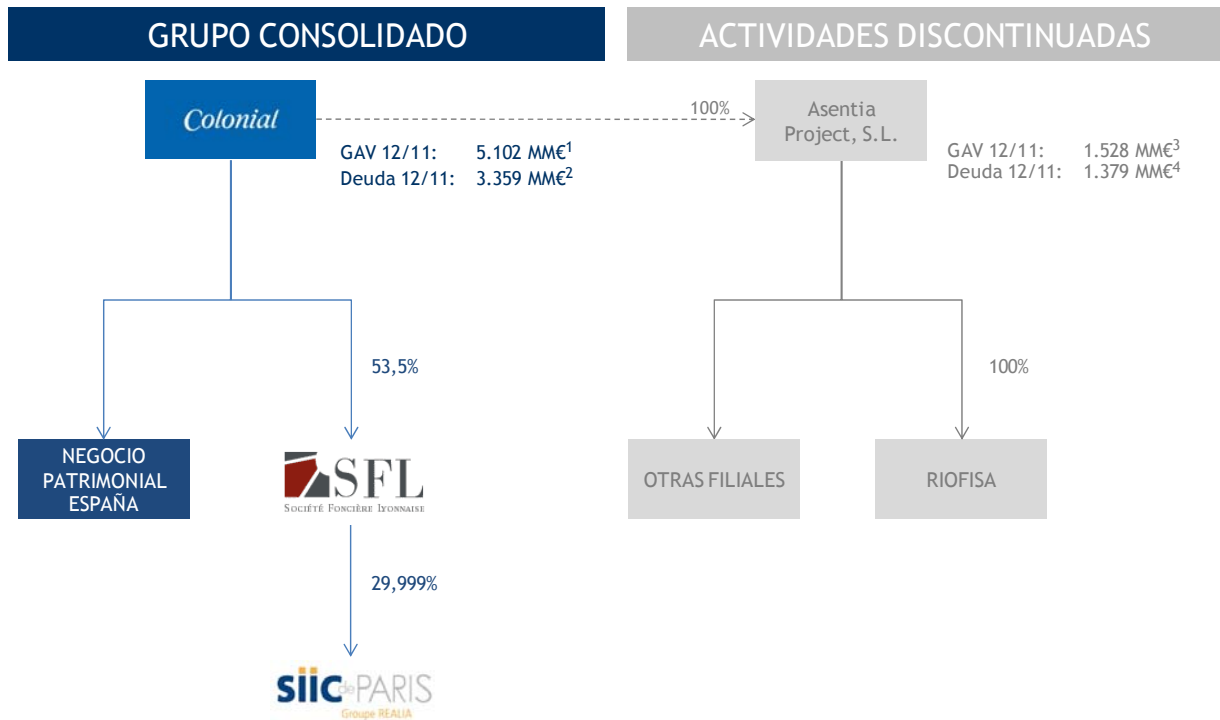 GRUPO CONSOLIDADO
ACTIVIDADES DISCONTINUADAS
Colonial
100%
Asentia
Project, S.L.
GAV 12/11: 5.102 MM€¹
Deuda 12/11: 3.359 MM€²
GAV 12/11: 1.528 MM€³
Deuda 12/11: 1.379 MM€⁴
53,5%
100%
NEGOCIO
PATRIMONIAL
ESPAÑA
SFL
SOCIÉTÉ FONCIÈRE LYONNAISE
OTRAS FILIALES
RIOFISA
29,999%
SIIC de PARIS
Groupe REALIA